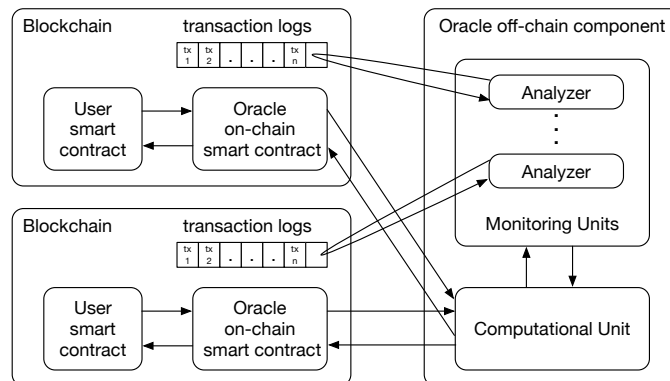 Blockchain
transaction logs
tx 1 tx 2 . . . tx n
User
smart
contract
Oracle
on-chain
smart contract
Blockchain
transaction logs
tx 1 tx 2 . . . tx n
User
smart
contract
Oracle
on-chain
smart contract
Oracle off-chain component
Analyzer
. . .
Analyzer
Monitoring Units
Computational Unit